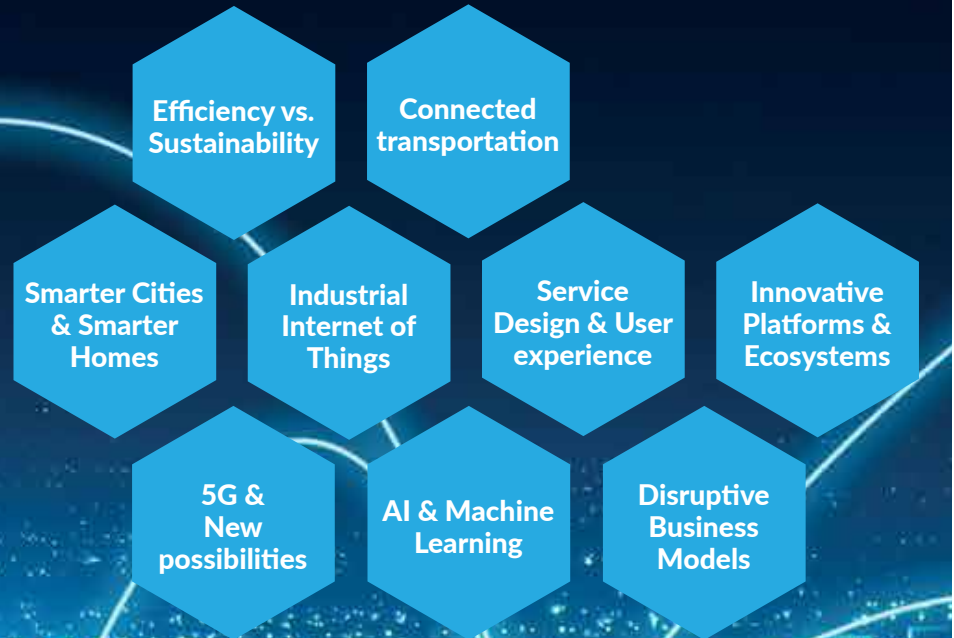 Efficiency vs.
Sustainability
Connected
transportation
Smarter Cities
& Smarter
Homes
Industrial
Internet of
Things
Service
Design & User
experience
Innovative
Platforms &
Ecosystems
5G &
New
possibilities
AI & Machine
Learning
Disruptive
Business
Models